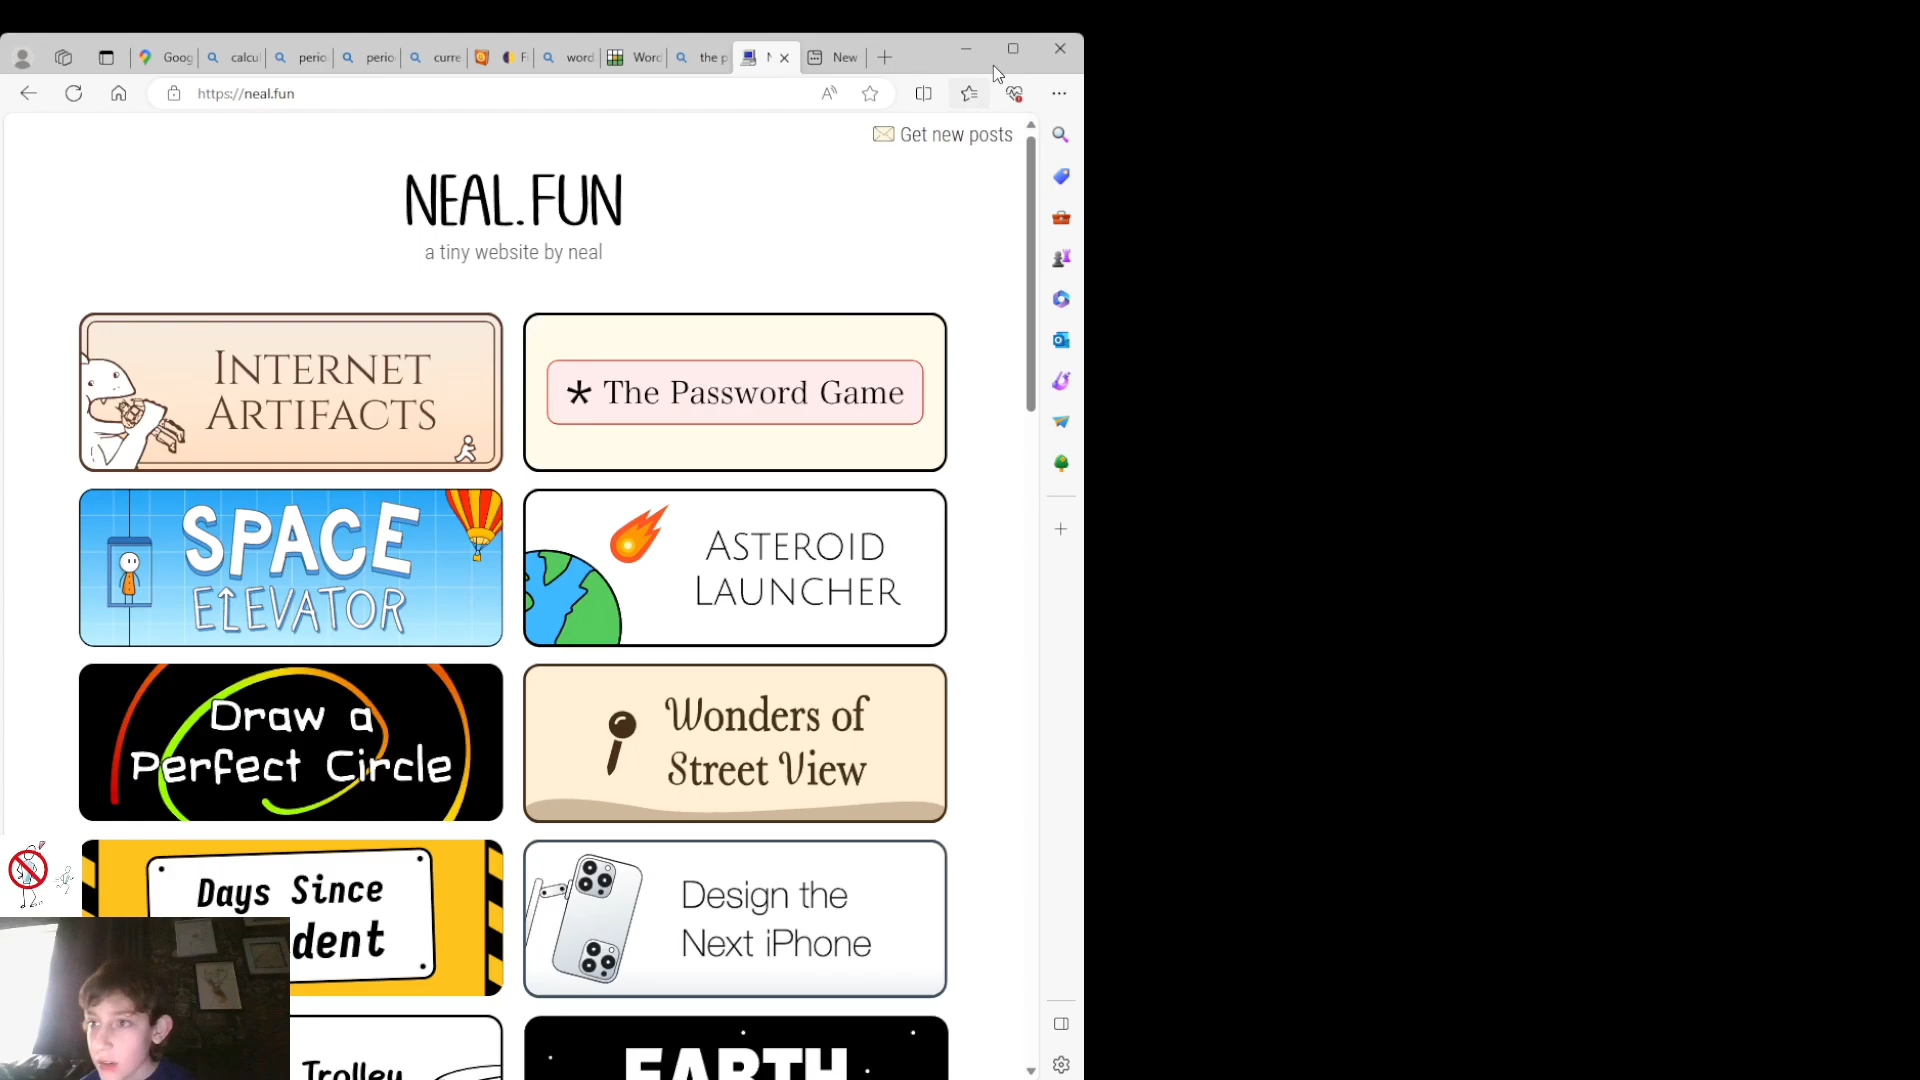 Goog
calcu
perio
perio
curre
Fi
word
Word
the p
N
New
https://neal.fun
Get new posts
NEAL.FUN
a tiny website by neal
INTERNET
ARTIFACTS
* The Password Game
SPACE
ELEVATOR
ASTEROID
LAUNCHER
Draw a
Perfect Circle
Wonders of
Street View
Days Since
dent
Design the
Next iPhone
Trolley
EARTH